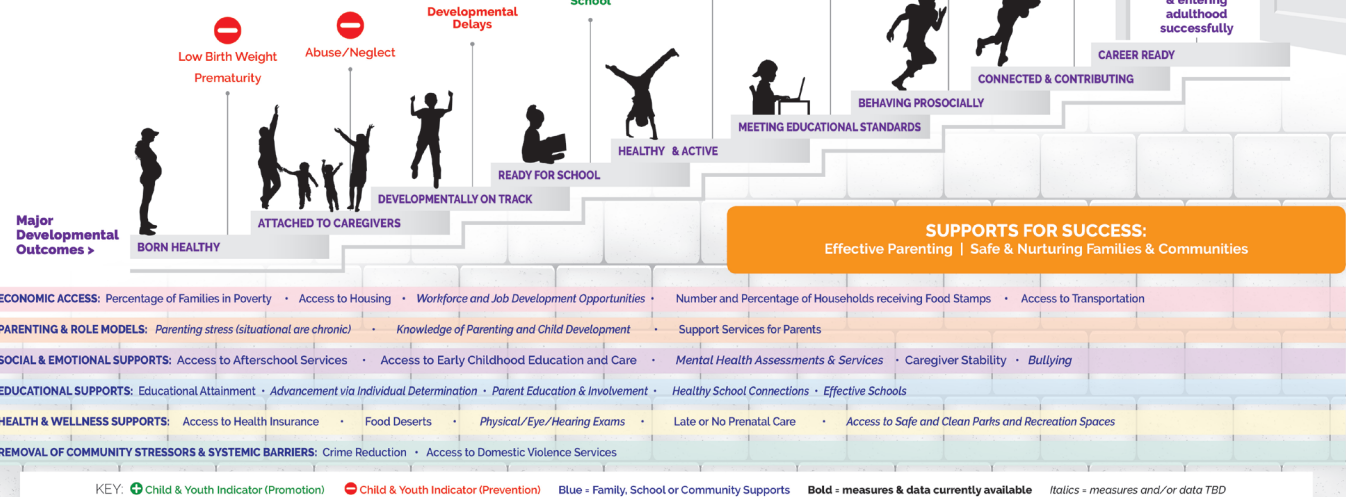 School
Developmental
Delays
& entering
adulthood
successfully
Low Birth Weight
Prematurity
Abuse/Neglect
CAREER READY
CONNECTED & CONTRIBUTING
BEHAVING PROSOCIALLY
MEETING EDUCATIONAL STANDARDS
HEALTHY & ACTIVE
READY FOR SCHOOL
DEVELOPMENTALLY ON TRACK
ATTACHED TO CAREGIVERS
BORN HEALTHY
Major
Developmental
Outcomes >
SUPPORTS FOR SUCCESS:
Effective Parenting | Safe & Nurturing Families & Communities
ECONOMIC ACCESS: Percentage of Families in Poverty • Access to Housing • Workforce and Job Development Opportunities • Number and Percentage of Households receiving Food Stamps • Access to Transportation
PARENTING & ROLE MODELS: Parenting stress (situational are chronic) • Knowledge of Parenting and Child Development • Support Services for Parents
SOCIAL & EMOTIONAL SUPPORTS: Access to Afterschool Services • Access to Early Childhood Education and Care • Mental Health Assessments & Services • Caregiver Stability • Bullying
EDUCATIONAL SUPPORTS: Educational Attainment • Advancement via Individual Determination • Parent Education & Involvement • Healthy School Connections • Effective Schools
HEALTH & WELLNESS SUPPORTS: Access to Health Insurance • Food Deserts • Physical/Eye/Hearing Exams • Late or No Prenatal Care • Access to Safe and Clean Parks and Recreation Spaces
REMOVAL OF COMMUNITY STRESSORS & SYSTEMIC BARRIERS: Crime Reduction • Access to Domestic Violence Services
KEY: Child & Youth Indicator (Promotion) Child & Youth Indicator (Prevention) Blue = Family, School or Community Supports Bold = measures & data currently available Italics = measures and/or data TBD